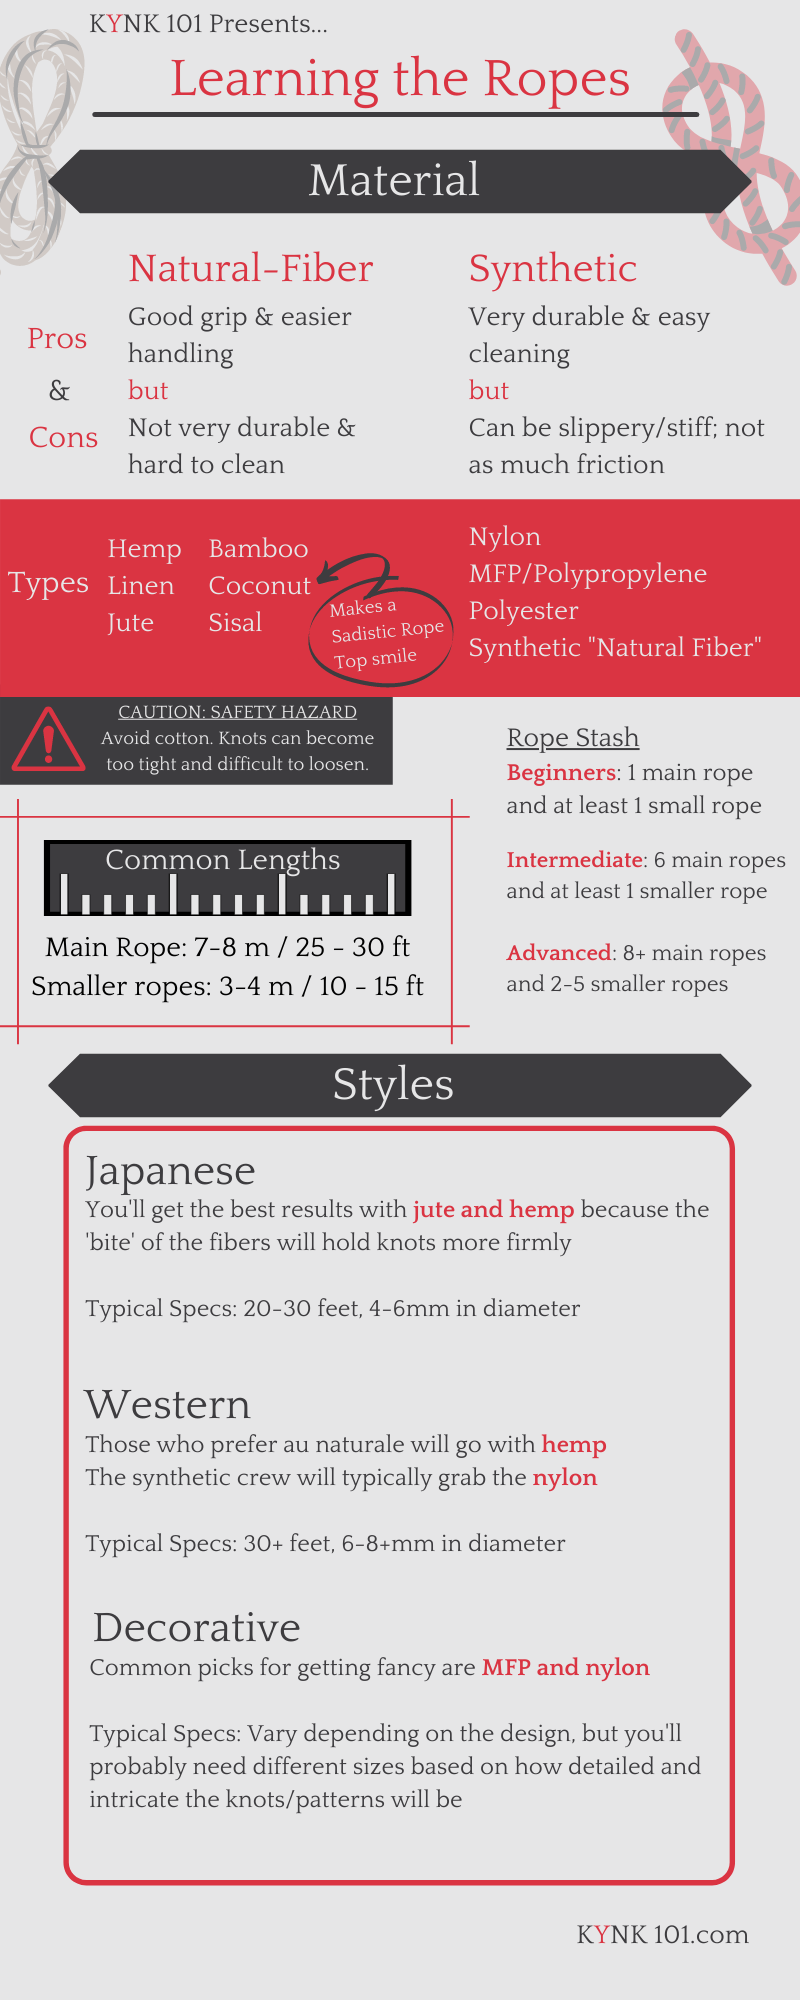 KYNK 101 Presents...
Learning the Ropes
Material
Natural-Fiber
Good grip & easier
handling
but
Not very durable &
hard to clean
Synthetic
Very durable & easy
cleaning
but
Can be slippery/stiff; not
as much friction
Pros
&
Cons
Types
Hemp
Linen
Jute
Bamboo
Coconut
Sisal
Makes a
Sadistic Rope
Top smile
Nylon
MFP/Polypropylene
Polyester
Synthetic "Natural Fiber"
CAUTION: SAFETY HAZARD
Avoid cotton. Knots can become
too tight and difficult to loosen.
Rope Stash
Beginners: 1 main rope
and at least 1 small rope
Intermediate: 6 main ropes
and at least 1 smaller rope
Advanced: 8+ main ropes
and 2-5 smaller ropes
Common Lengths
Main Rope: 7-8 m / 25 - 30 ft
Smaller ropes: 3-4 m / 10 - 15 ft
Styles
Japanese
You'll get the best results with jute and hemp because the
'bite' of the fibers will hold knots more firmly
Typical Specs: 20-30 feet, 4-6mm in diameter
Western
Those who prefer au naturale will go with hemp
The synthetic crew will typically grab the nylon
Typical Specs: 30+ feet, 6-8+mm in diameter
Decorative
Common picks for getting fancy are MFP and nylon
Typical Specs: Vary depending on the design, but you'll
probably need different sizes based on how detailed and
intricate the knots/patterns will be
KYNK 101.com